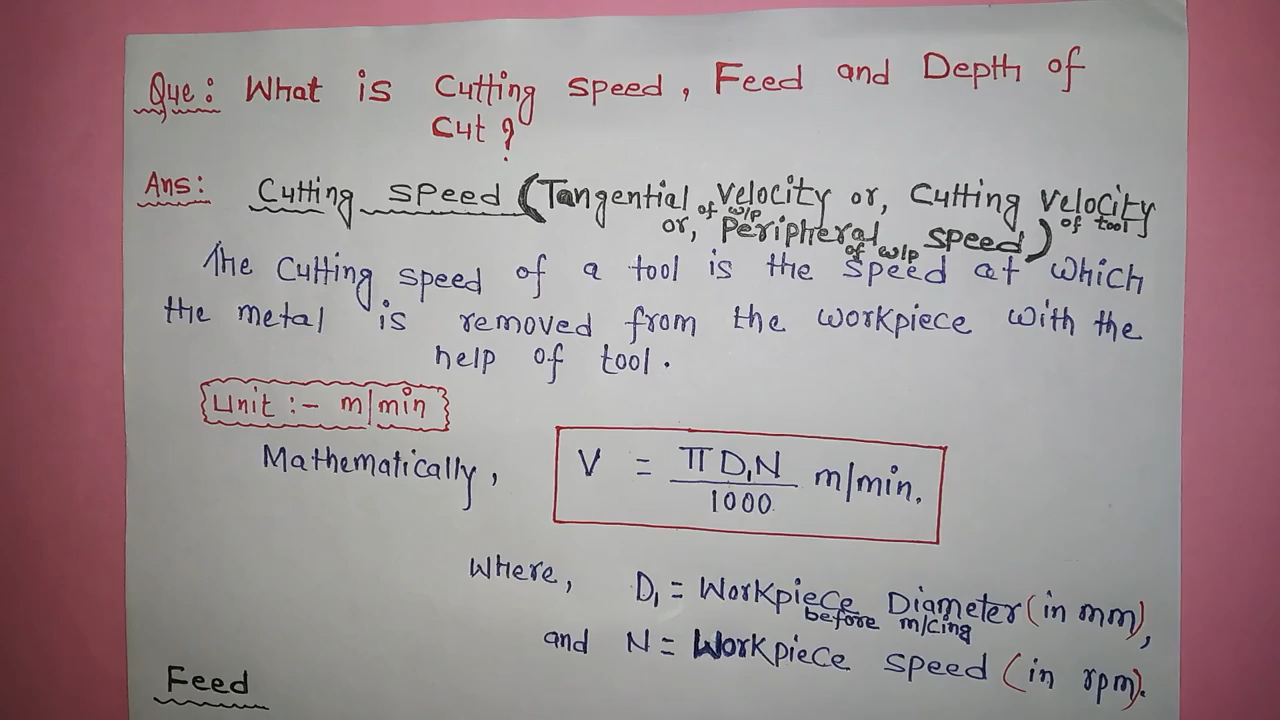 Que: What is Cutting speed, Feed and Depth of
Cut?
Ans: Cutting speed (Tangential velocity of w/p or, Cutting velocity of tool
or, Peripheral speed of w/p)
The Cutting speed of a tool is the speed at which
the metal is removed from the workpiece with the
help of tool.
Unit :- m/min
Mathematically, V = πD₁N/1000 m/min.
Where, D₁ = Workpiece Diameter (in mm),
before m/cing
and N = Workpiece speed (in rpm).
Feed